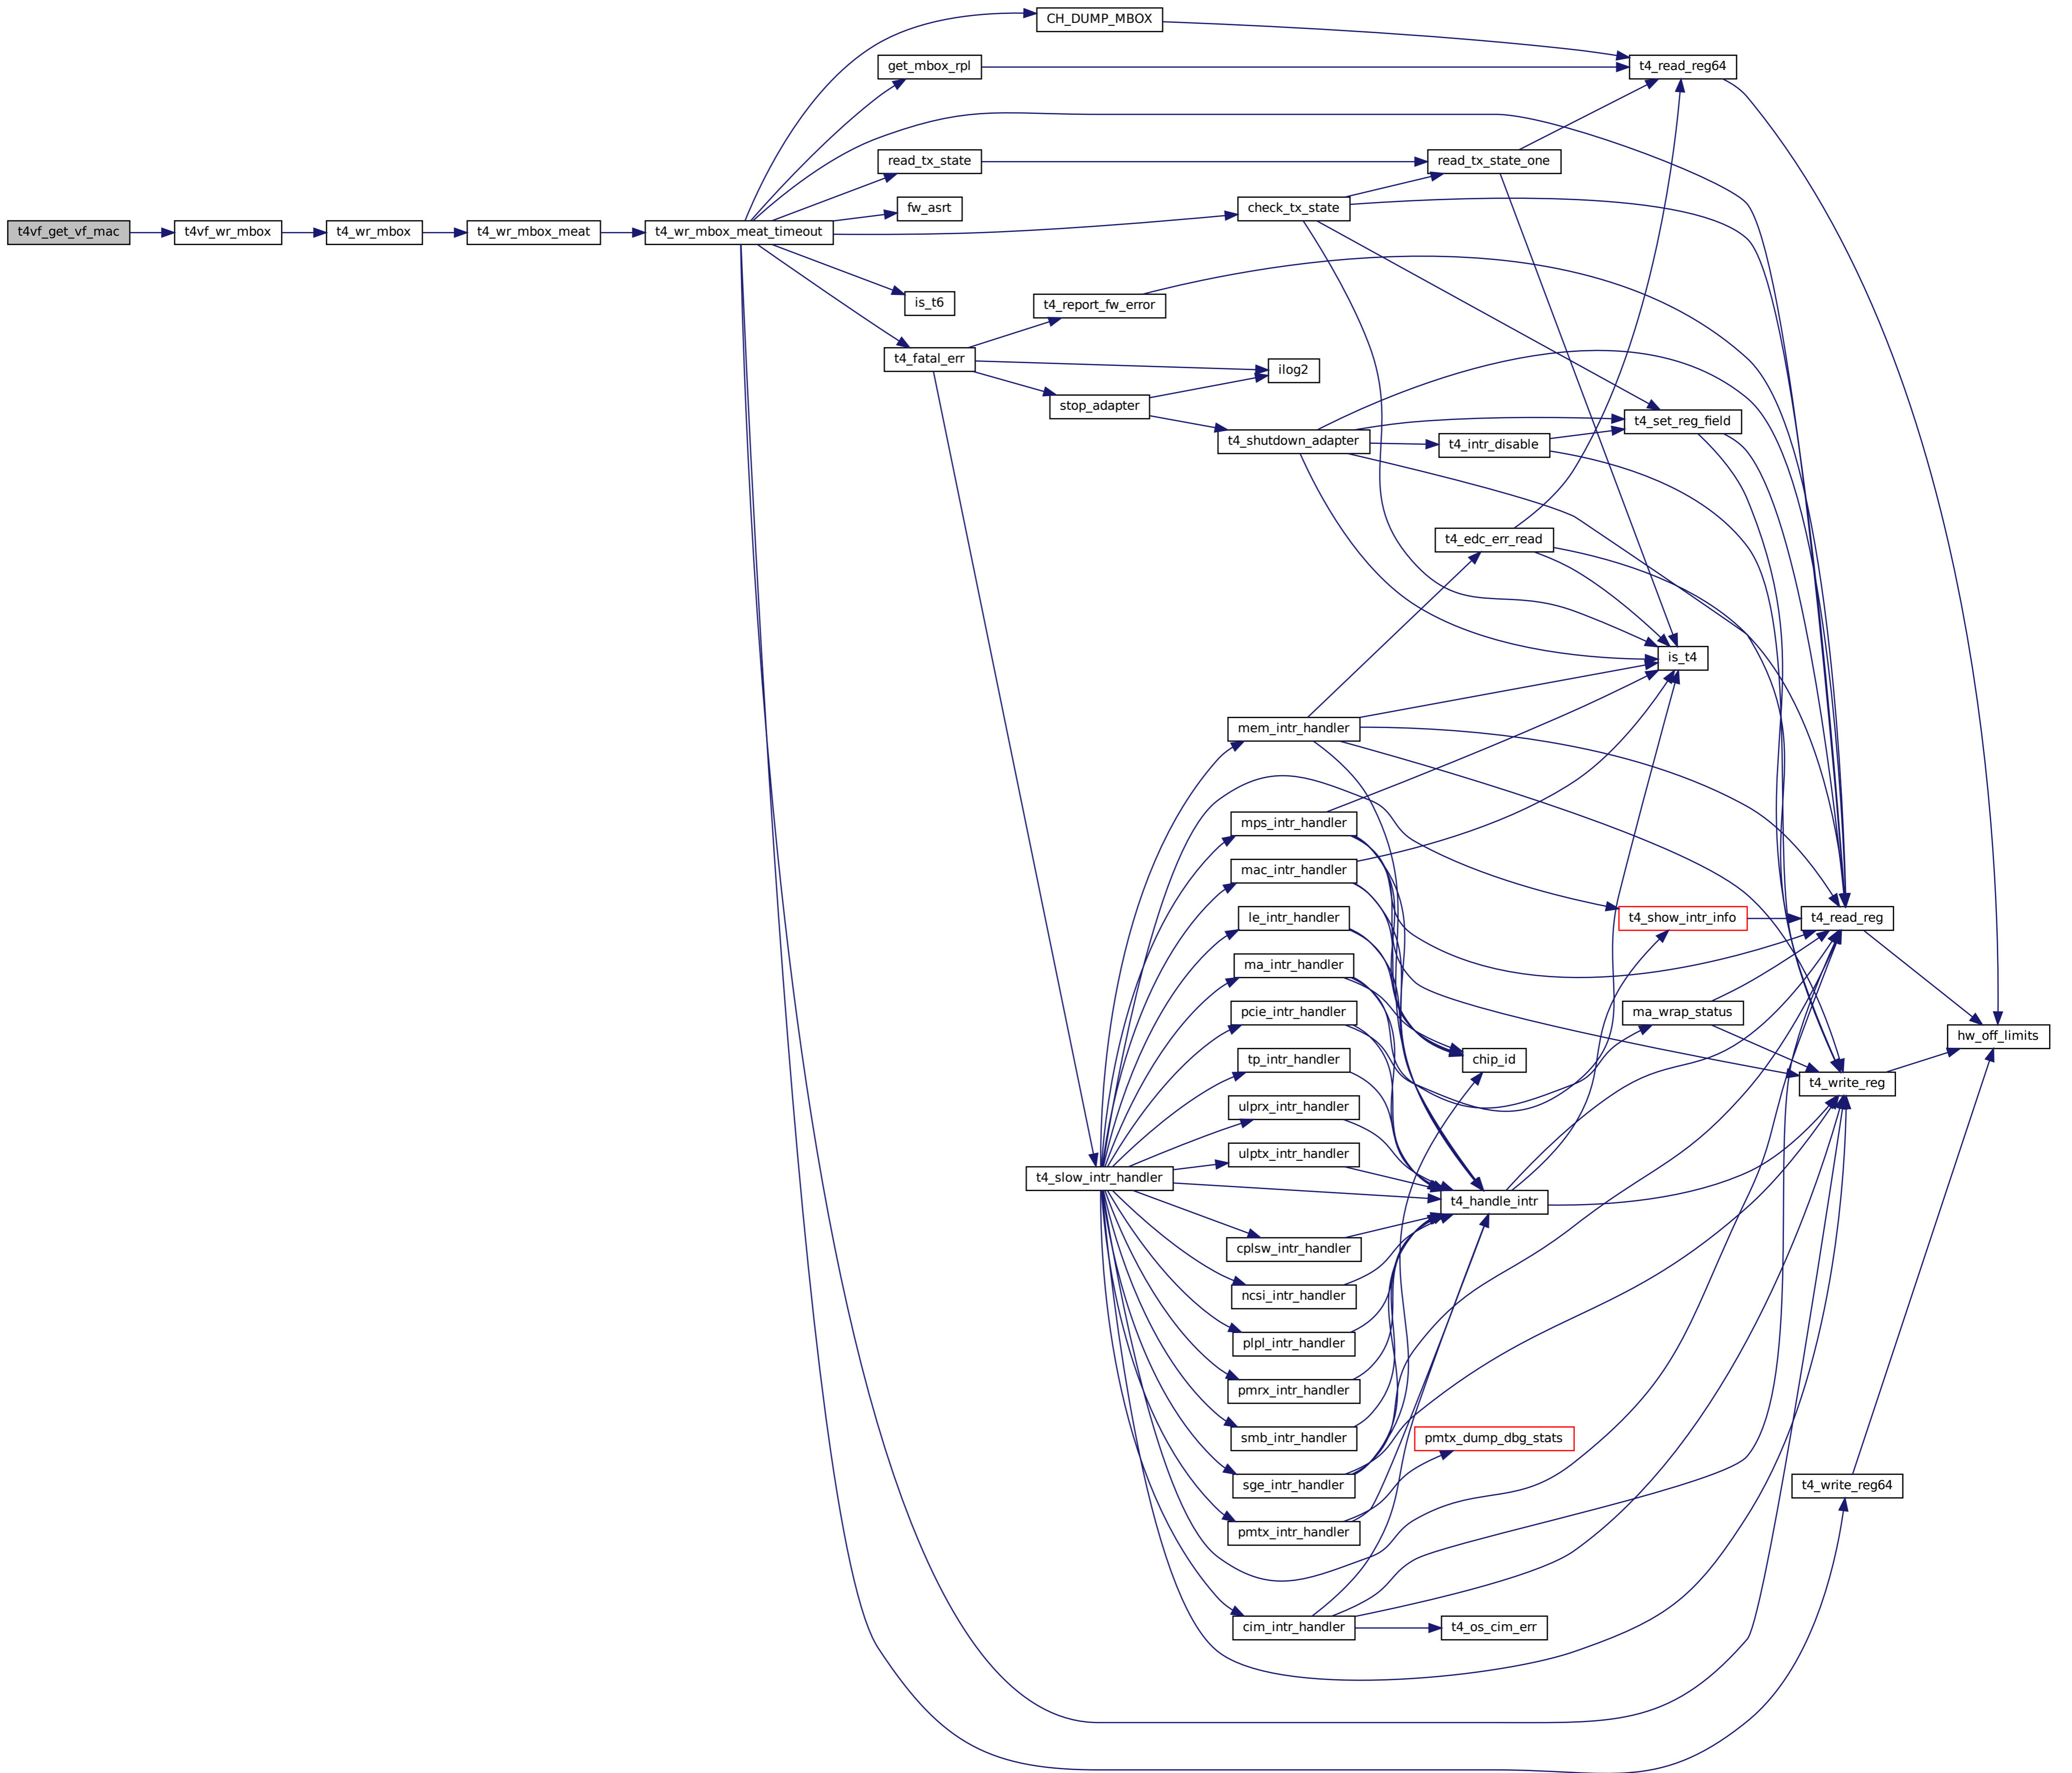 CH_DUMP_MBOX
get_mbox_rpl
t4_read_reg64
read_tx_state
read_tx_state_one
fw_asrt
check_tx_state
t4vf_get_vf_mac
t4vf_wr_mbox
t4_wr_mbox
t4_wr_mbox_meat
t4_wr_mbox_meat_timeout
is_t6
t4_report_fw_error
t4_fatal_err
ilog2
stop_adapter
t4_set_reg_field
t4_shutdown_adapter
t4_intr_disable
t4_edc_err_read
is_t4
mem_intr_handler
mps_intr_handler
mac_intr_handler
le_intr_handler
t4_show_intr_info
t4_read_reg
ma_intr_handler
pcie_intr_handler
ma_wrap_status
hw_off_limits
tp_intr_handler
chip_id
t4_write_reg
ulprx_intr_handler
ulptx_intr_handler
t4_slow_intr_handler
t4_handle_intr
cplsw_intr_handler
ncsi_intr_handler
plpl_intr_handler
pmrx_intr_handler
smb_intr_handler
pmtx_dump_dbg_stats
sge_intr_handler
t4_write_reg64
pmtx_intr_handler
cim_intr_handler
t4_os_cim_err